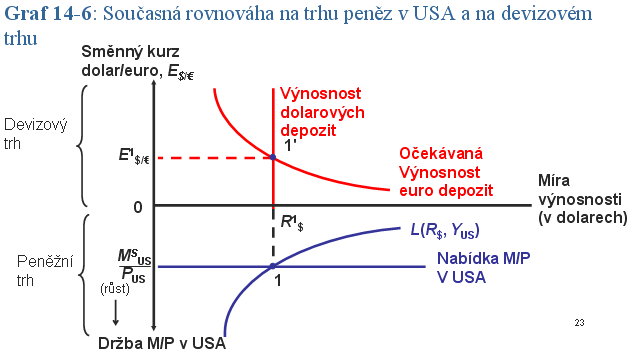 Graf 14-6: Současná rovnováha na trhu peněz v USA a na devizovém
trhu
Směnný kurz
dolar/euro, E$/€
Výnosnost
dolarových
depozit
Devizový
trh
1'
E¹$/€
Očekávaná
Výnosnost
euro depozit
Míra
výnosnosti
(v dolarech)
0
R¹$
L(R$, YUS)
Peněžní
trh
MˢUS
PUS
(růst)
1
Nabídka M/P
V USA
Držba M/P v USA
23